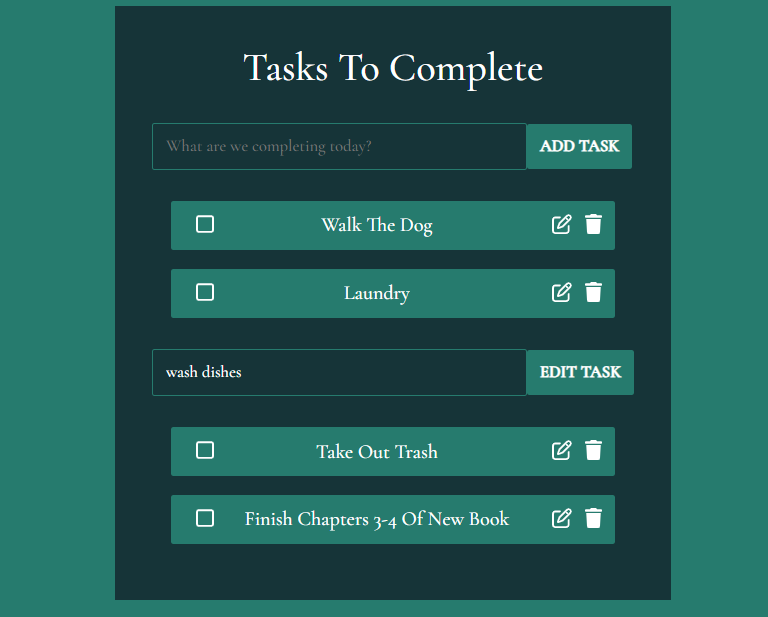 Tasks To Complete
What are we completing today? ADD TASK
Walk The Dog
Laundry
wash dishes EDIT TASK
Take Out Trash
Finish Chapters 3-4 Of New Book